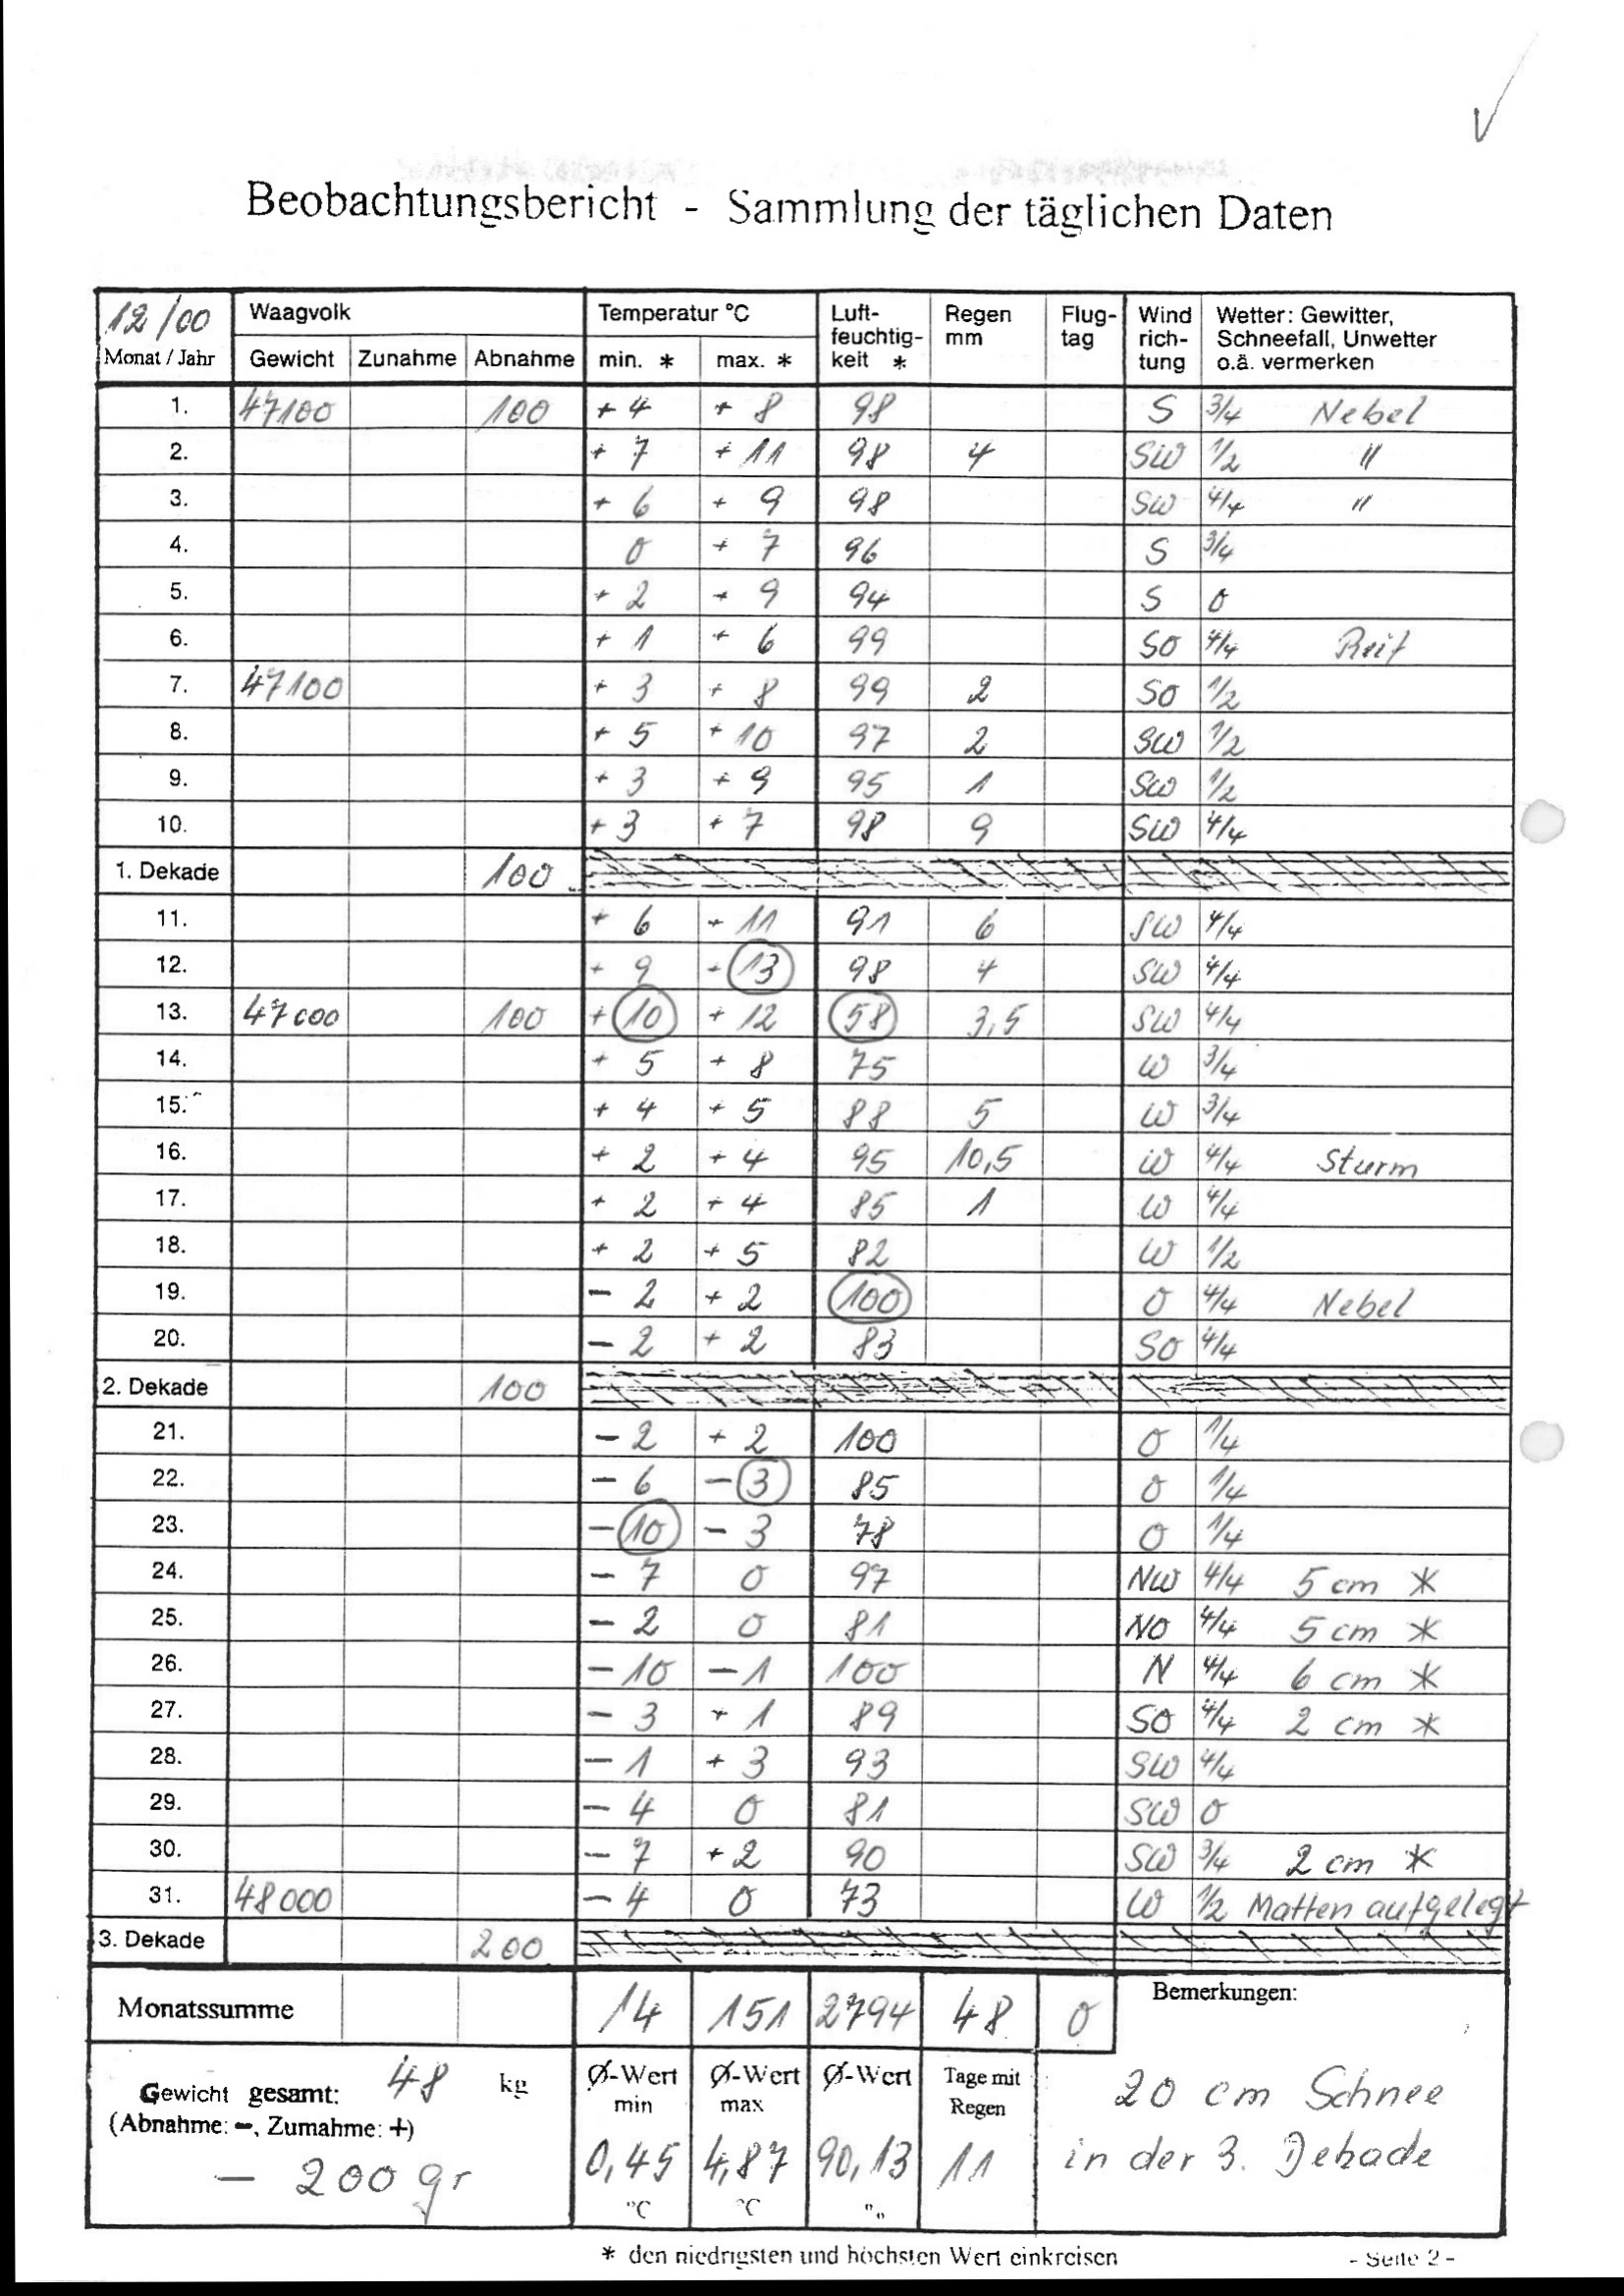 Beobachtungsbericht - Sammlung der täglichen Daten
12/00 Waagvolk Temperatur °C Luft- Regen Flug- Wind Wetter: Gewitter,
feuchtig- mm tag rich- Schneefall, Unwetter
Monat / Jahr Gewicht Zunahme Abnahme min. * max. * keit * tung o.ä. vermerken
1. 47100 100 + 4 + 8 98 S 3/4 Nebel
2. + 7 + 11 98 4 SW 1/2 "
3. + 6 + 9 98 SW 4/4 "
4. 0 + 7 96 S 3/4
5. + 2 + 9 94 S 0
6. + 1 + 6 99 SO 4/4 Reif
7. 47100 + 3 + 8 99 2 SO 1/2
8. + 5 + 10 97 2 SW 1/2
9. + 3 + 9 95 1 SW 1/2
10. + 3 + 7 98 9 SW 4/4
1. Dekade 100
11. + 6 + 11 91 6 SW 4/4
12. + 9 + 13 98 4 SW 4/4
13. 47000 100 + 10 + 12 58 3,5 SW 4/4
14. + 5 + 8 75 W 3/4
15. + 4 + 5 88 5 W 3/4
16. + 2 + 4 95 10,5 W 4/4 Sturm
17. + 2 + 4 85 1 W 4/4
18. + 2 + 5 82 W 1/2
19. - 2 + 2 100 O 4/4 Nebel
20. - 2 + 2 83 SO 4/4
2. Dekade 100
21. - 2 + 2 100 O 1/4
22. - 6 - 3 85 O 1/4
23. - 10 - 3 78 O 1/4
24. - 7 0 97 NW 4/4 5 cm *
25. - 2 0 81 NO 4/4 5 cm *
26. - 10 - 1 100 N 4/4 6 cm *
27. - 3 + 1 89 SO 4/4 2 cm *
28. - 1 + 3 93 SW 4/4
29. - 4 0 81 SW 0
30. - 7 + 2 90 SW 3/4 2 cm *
31. 48000 - 4 0 73 W 1/2 Matten aufgelegt
3. Dekade 200
Monatssumme 14 151 2794 48 0 Bemerkungen:
Gewicht gesamt: 48 kg Ø-Wert Ø-Wert Ø-Wert Tage mit 20 cm Schnee
(Abnahme: -, Zumahme: +) min max Regen
- 200 gr 0,45 4,87 90,13 11 in der 3. Dekade
°C °C %
* den niedrigsten und höchsten Wert einkreisen - Seite 2 -